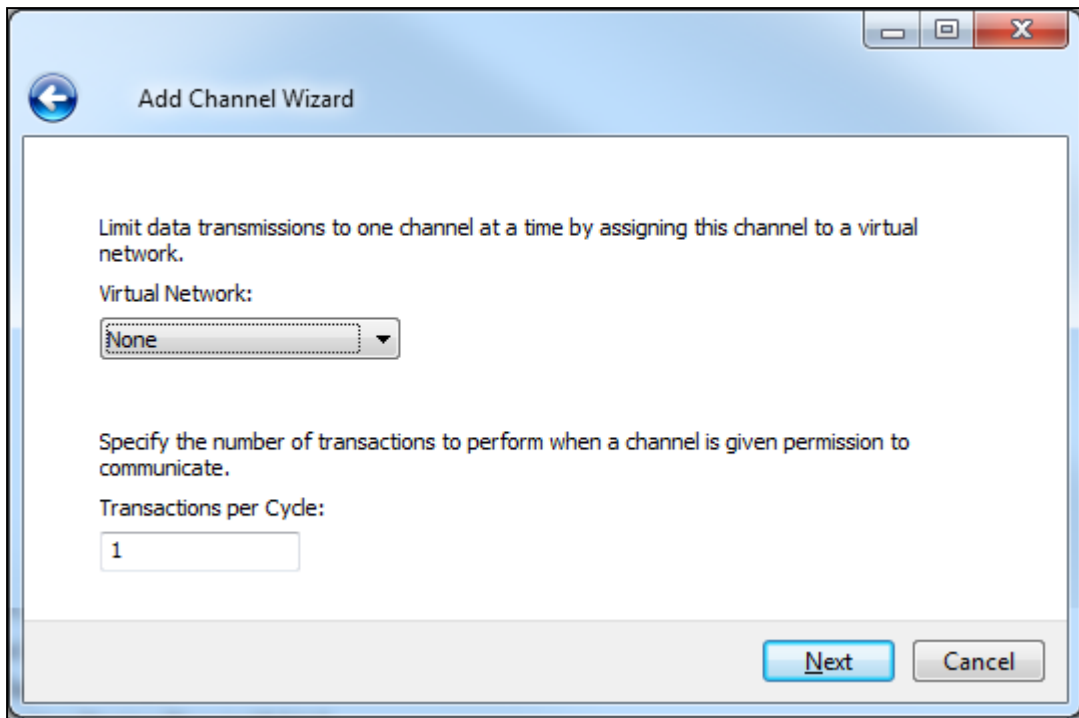 Add Channel Wizard
Limit data transmissions to one channel at a time by assigning this channel to a virtual
network.
Virtual Network:
None
Specify the number of transactions to perform when a channel is given permission to
communicate.
Transactions per Cycle:
1
Next Cancel